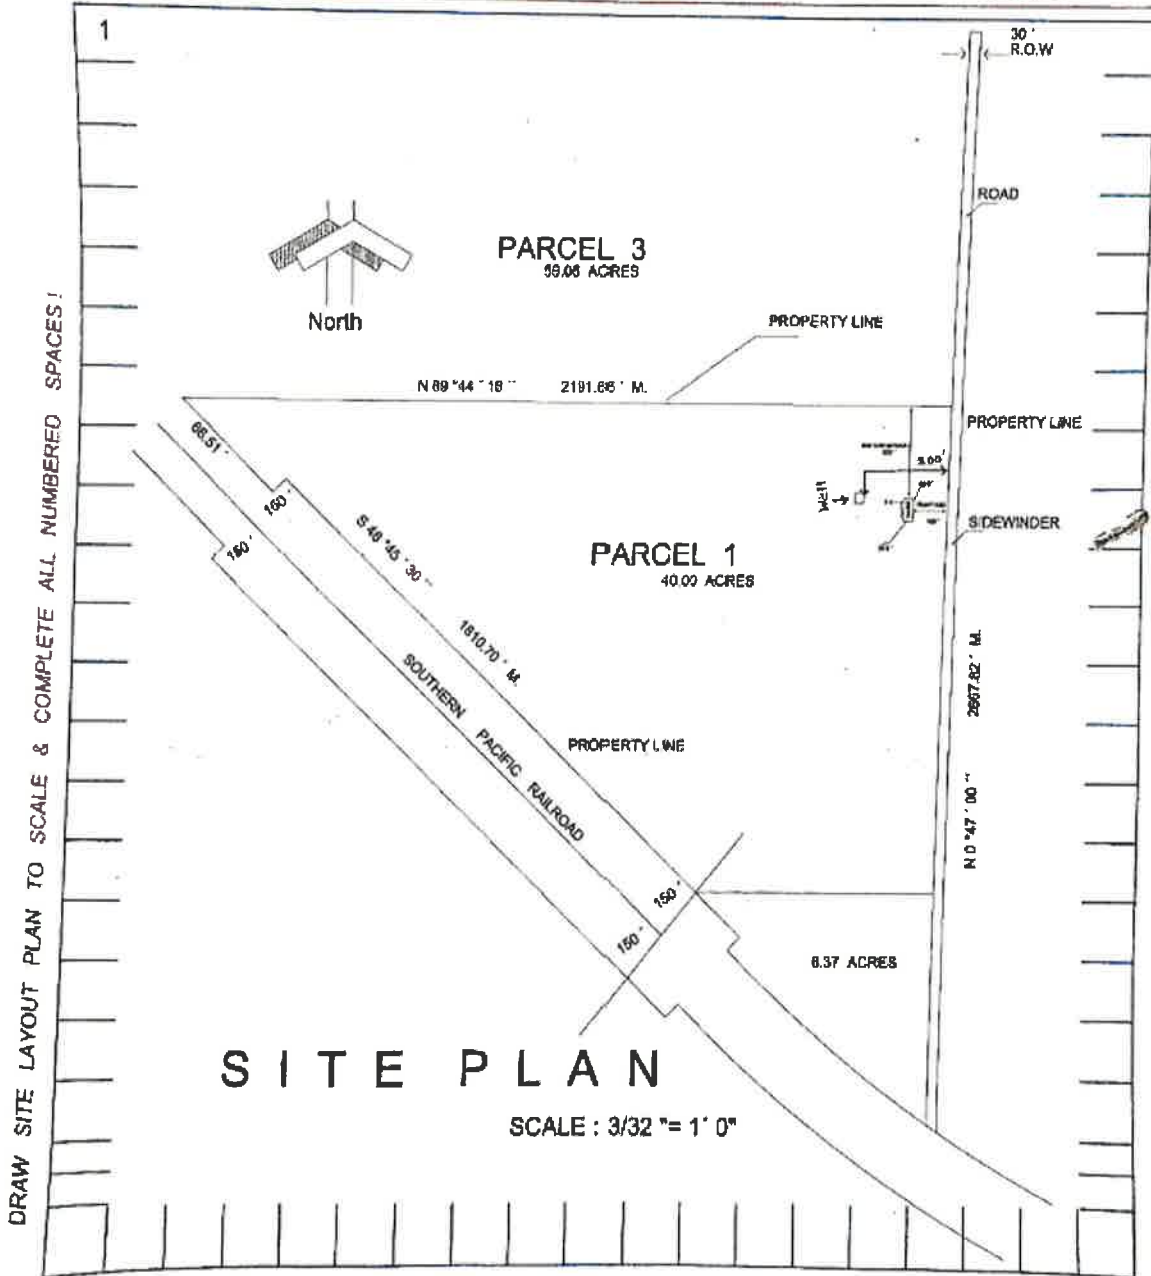 1
30'
R.O.W
ROAD
PARCEL 3
59.06 ACRES
North
PROPERTY LINE
N 89 °44 ' 18 " 2191.66 ' M.
PROPERTY LINE
66.51 '
160 '
160 '
S 46 °45 ' 30 "
1810.70 ' M.
WELL
SIDEWINDER
PARCEL 1
40.00 ACRES
2667.82 ' M.
N 0 °47 ' 00 "
SOUTHERN PACIFIC RAILROAD
PROPERTY LINE
150 '
150 '
6.37 ACRES
SITE PLAN
SCALE : 3/32 "= 1' 0"
DRAW SITE LAYOUT PLAN TO SCALE & COMPLETE ALL NUMBERED SPACES!